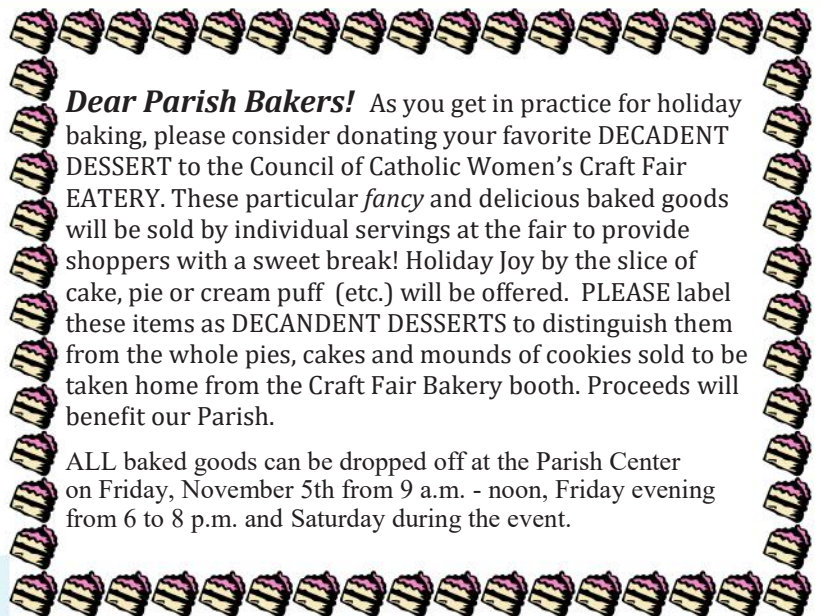 Dear Parish Bakers! As you get in practice for holiday
baking, please consider donating your favorite DECADENT
DESSERT to the Council of Catholic Women's Craft Fair
EATERY. These particular fancy and delicious baked goods
will be sold by individual servings at the fair to provide
shoppers with a sweet break! Holiday Joy by the slice of
cake, pie or cream puff (etc.) will be offered. PLEASE label
these items as DECANDENT DESSERTS to distinguish them
from the whole pies, cakes and mounds of cookies sold to be
taken home from the Craft Fair Bakery booth. Proceeds will
benefit our Parish.
ALL baked goods can be dropped off at the Parish Center
on Friday, November 5th from 9 a.m. - noon, Friday evening
from 6 to 8 p.m. and Saturday during the event.